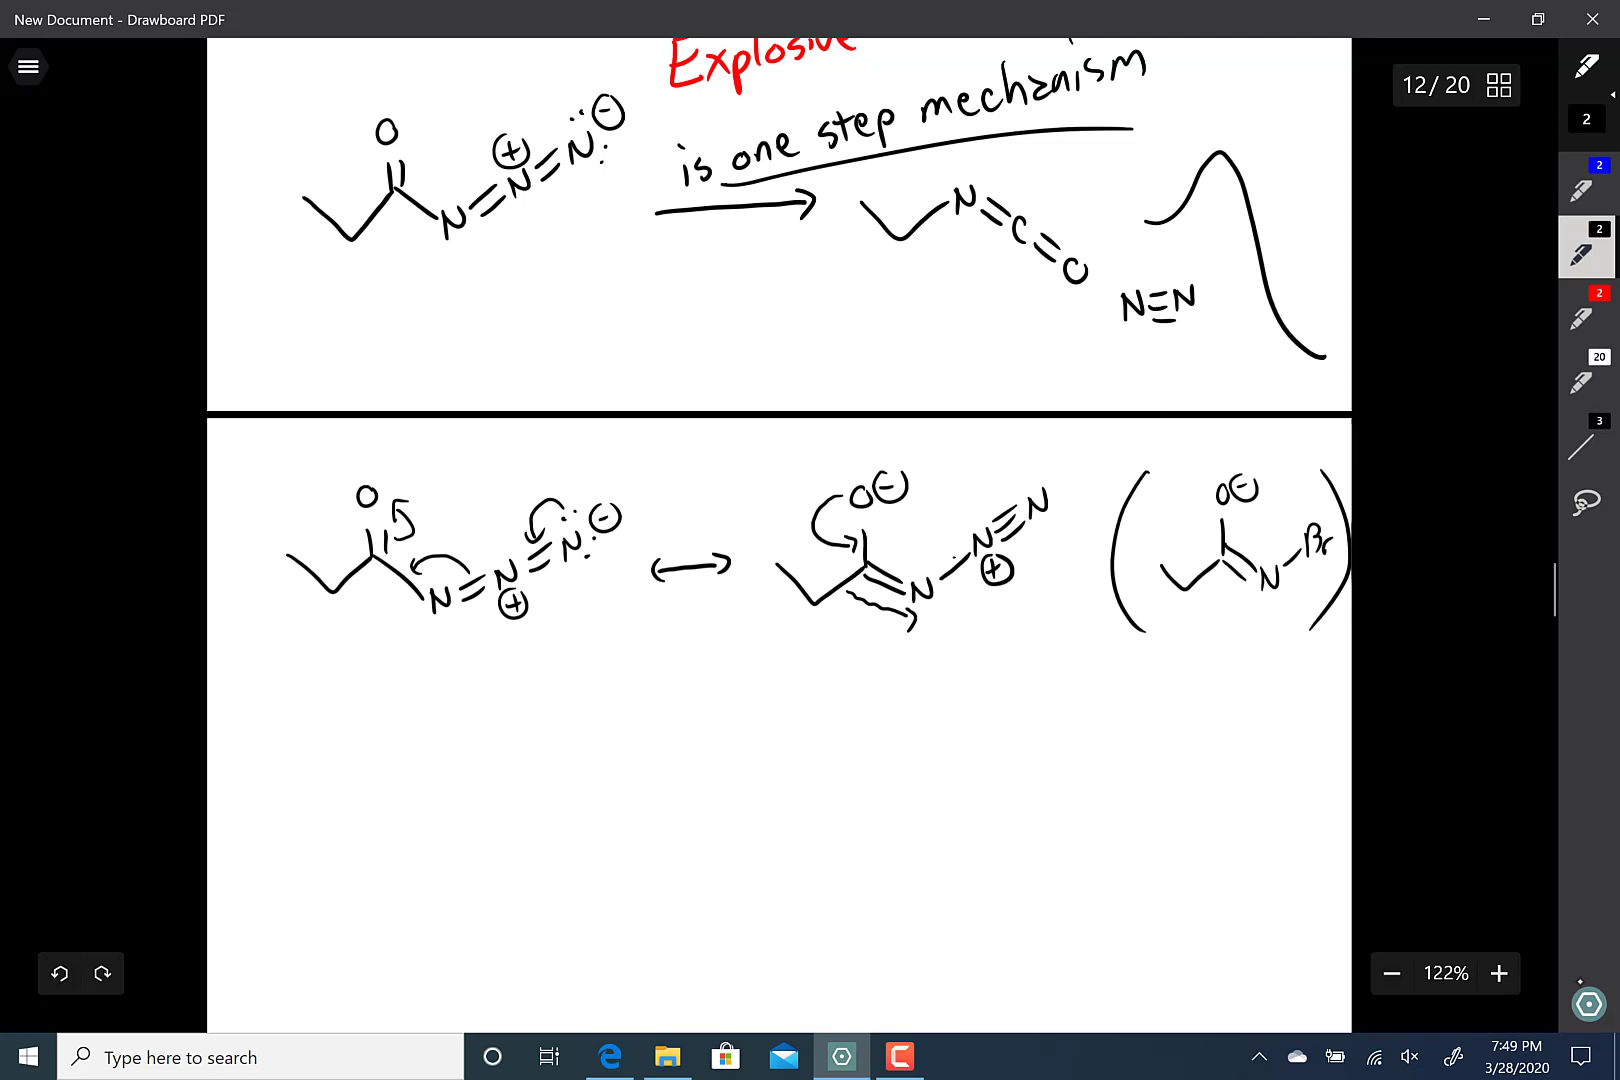 New Document - Drawboard PDF
12 / 20
Explosive
is one step mechanism
O
N=N=N
⊕
⊖
N=C=O
N≡N
O
N=N=N
⊕
⊖
O⊖
N-N≡N
⊕
O⊖
N-Br
2
2
2
2
20
3
122%
Type here to search
7:49 PM
3/28/2020